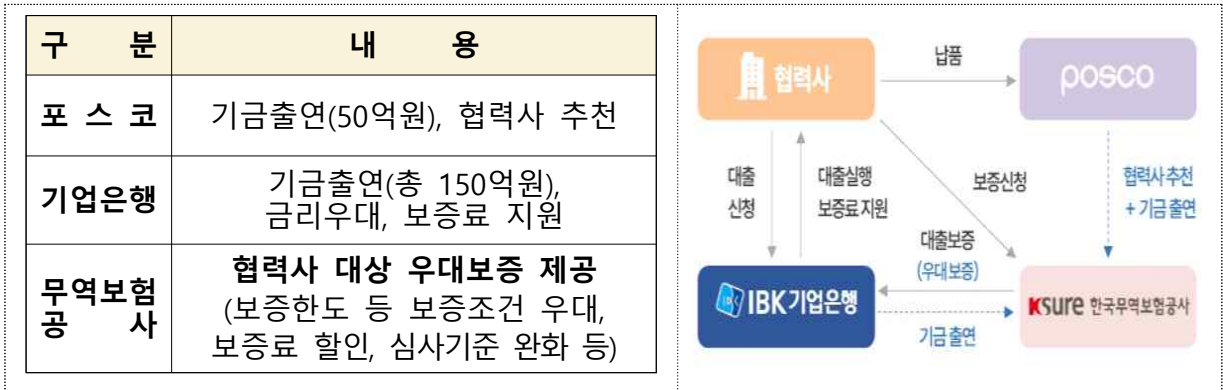 구 분 내 용
포 스 코 기금출연(50억원), 협력사 추천
기업은행 기금출연(총 150억원),
금리우대, 보증료 지원
무역보험
공 사
협력사 대상 우대보증 제공
(보증한도 등 보증조건 우대,
보증료 할인, 심사기준 완화 등)
협력사
납품
posco
대출
신청
대출실행
보증료 지원
보증신청
협력사 추천
+ 기금 출연
대출보증
(우대보증)
IBK기업은행
기금 출연
Ksure 한국무역보험공사